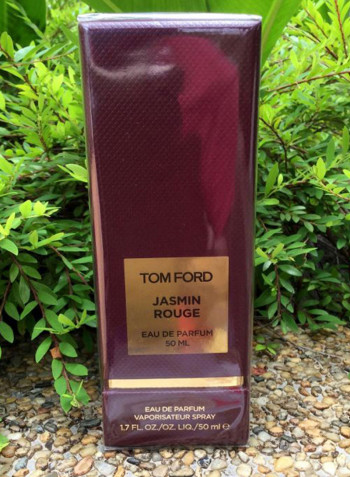 TOM FORD
JASMIN
ROUGE
EAU DE PARFUM
50 ML
EAU DE PARFUM
VAPORISATEUR SPRAY
1.7 FL. OZ./OZ. LIQ./50 ml ℮